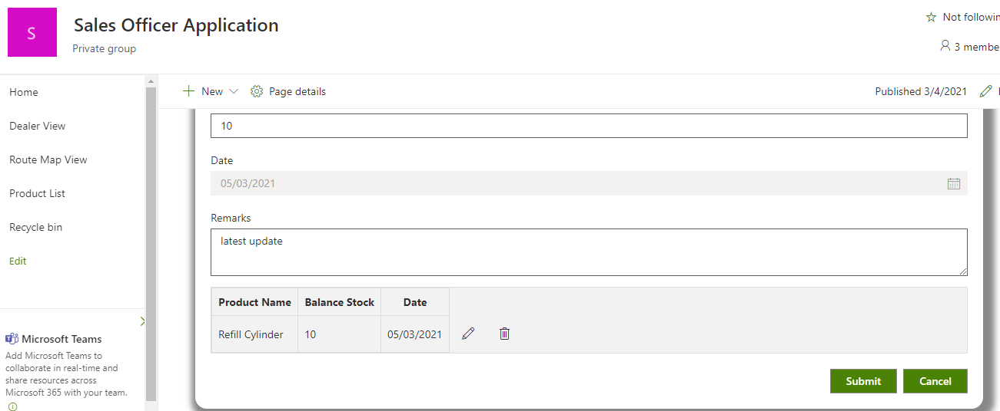 S
Sales Officer Application
Private group
Not followin
3 membe
Home
Dealer View
Route Map View
Product List
Recycle bin
Edit
Microsoft Teams
Add Microsoft Teams to
collaborate in real-time and
share resources across
Microsoft 365 with your team.
New
Page details
Published 3/4/2021
10
Date
05/03/2021
Remarks
latest update
Product Name Balance Stock Date
Refill Cylinder 10 05/03/2021
Submit Cancel